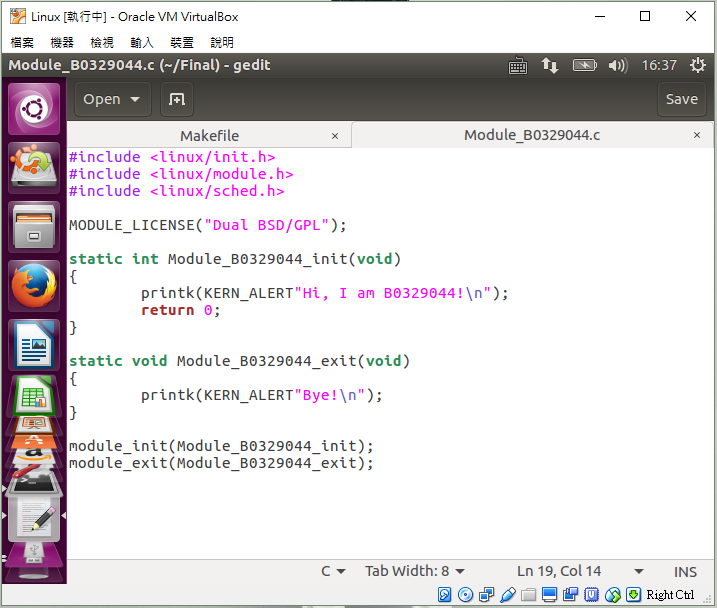 Linux [執行中] - Oracle VM VirtualBox
檔案 機器 檢視 輸入 裝置 說明
Module_B0329044.c (~/Final) - gedit 16:37
Open Save
Makefile × Module_B0329044.c ×
#include <linux/init.h>
#include <linux/module.h>
#include <linux/sched.h>
MODULE_LICENSE("Dual BSD/GPL");
static int Module_B0329044_init(void)
{
        printk(KERN_ALERT"Hi, I am B0329044!\n");
        return 0;
}
static void Module_B0329044_exit(void)
{
        printk(KERN_ALERT"Bye!\n");
}
module_init(Module_B0329044_init);
module_exit(Module_B0329044_exit);
C Tab Width: 8 Ln 19, Col 14 INS
Right Ctrl